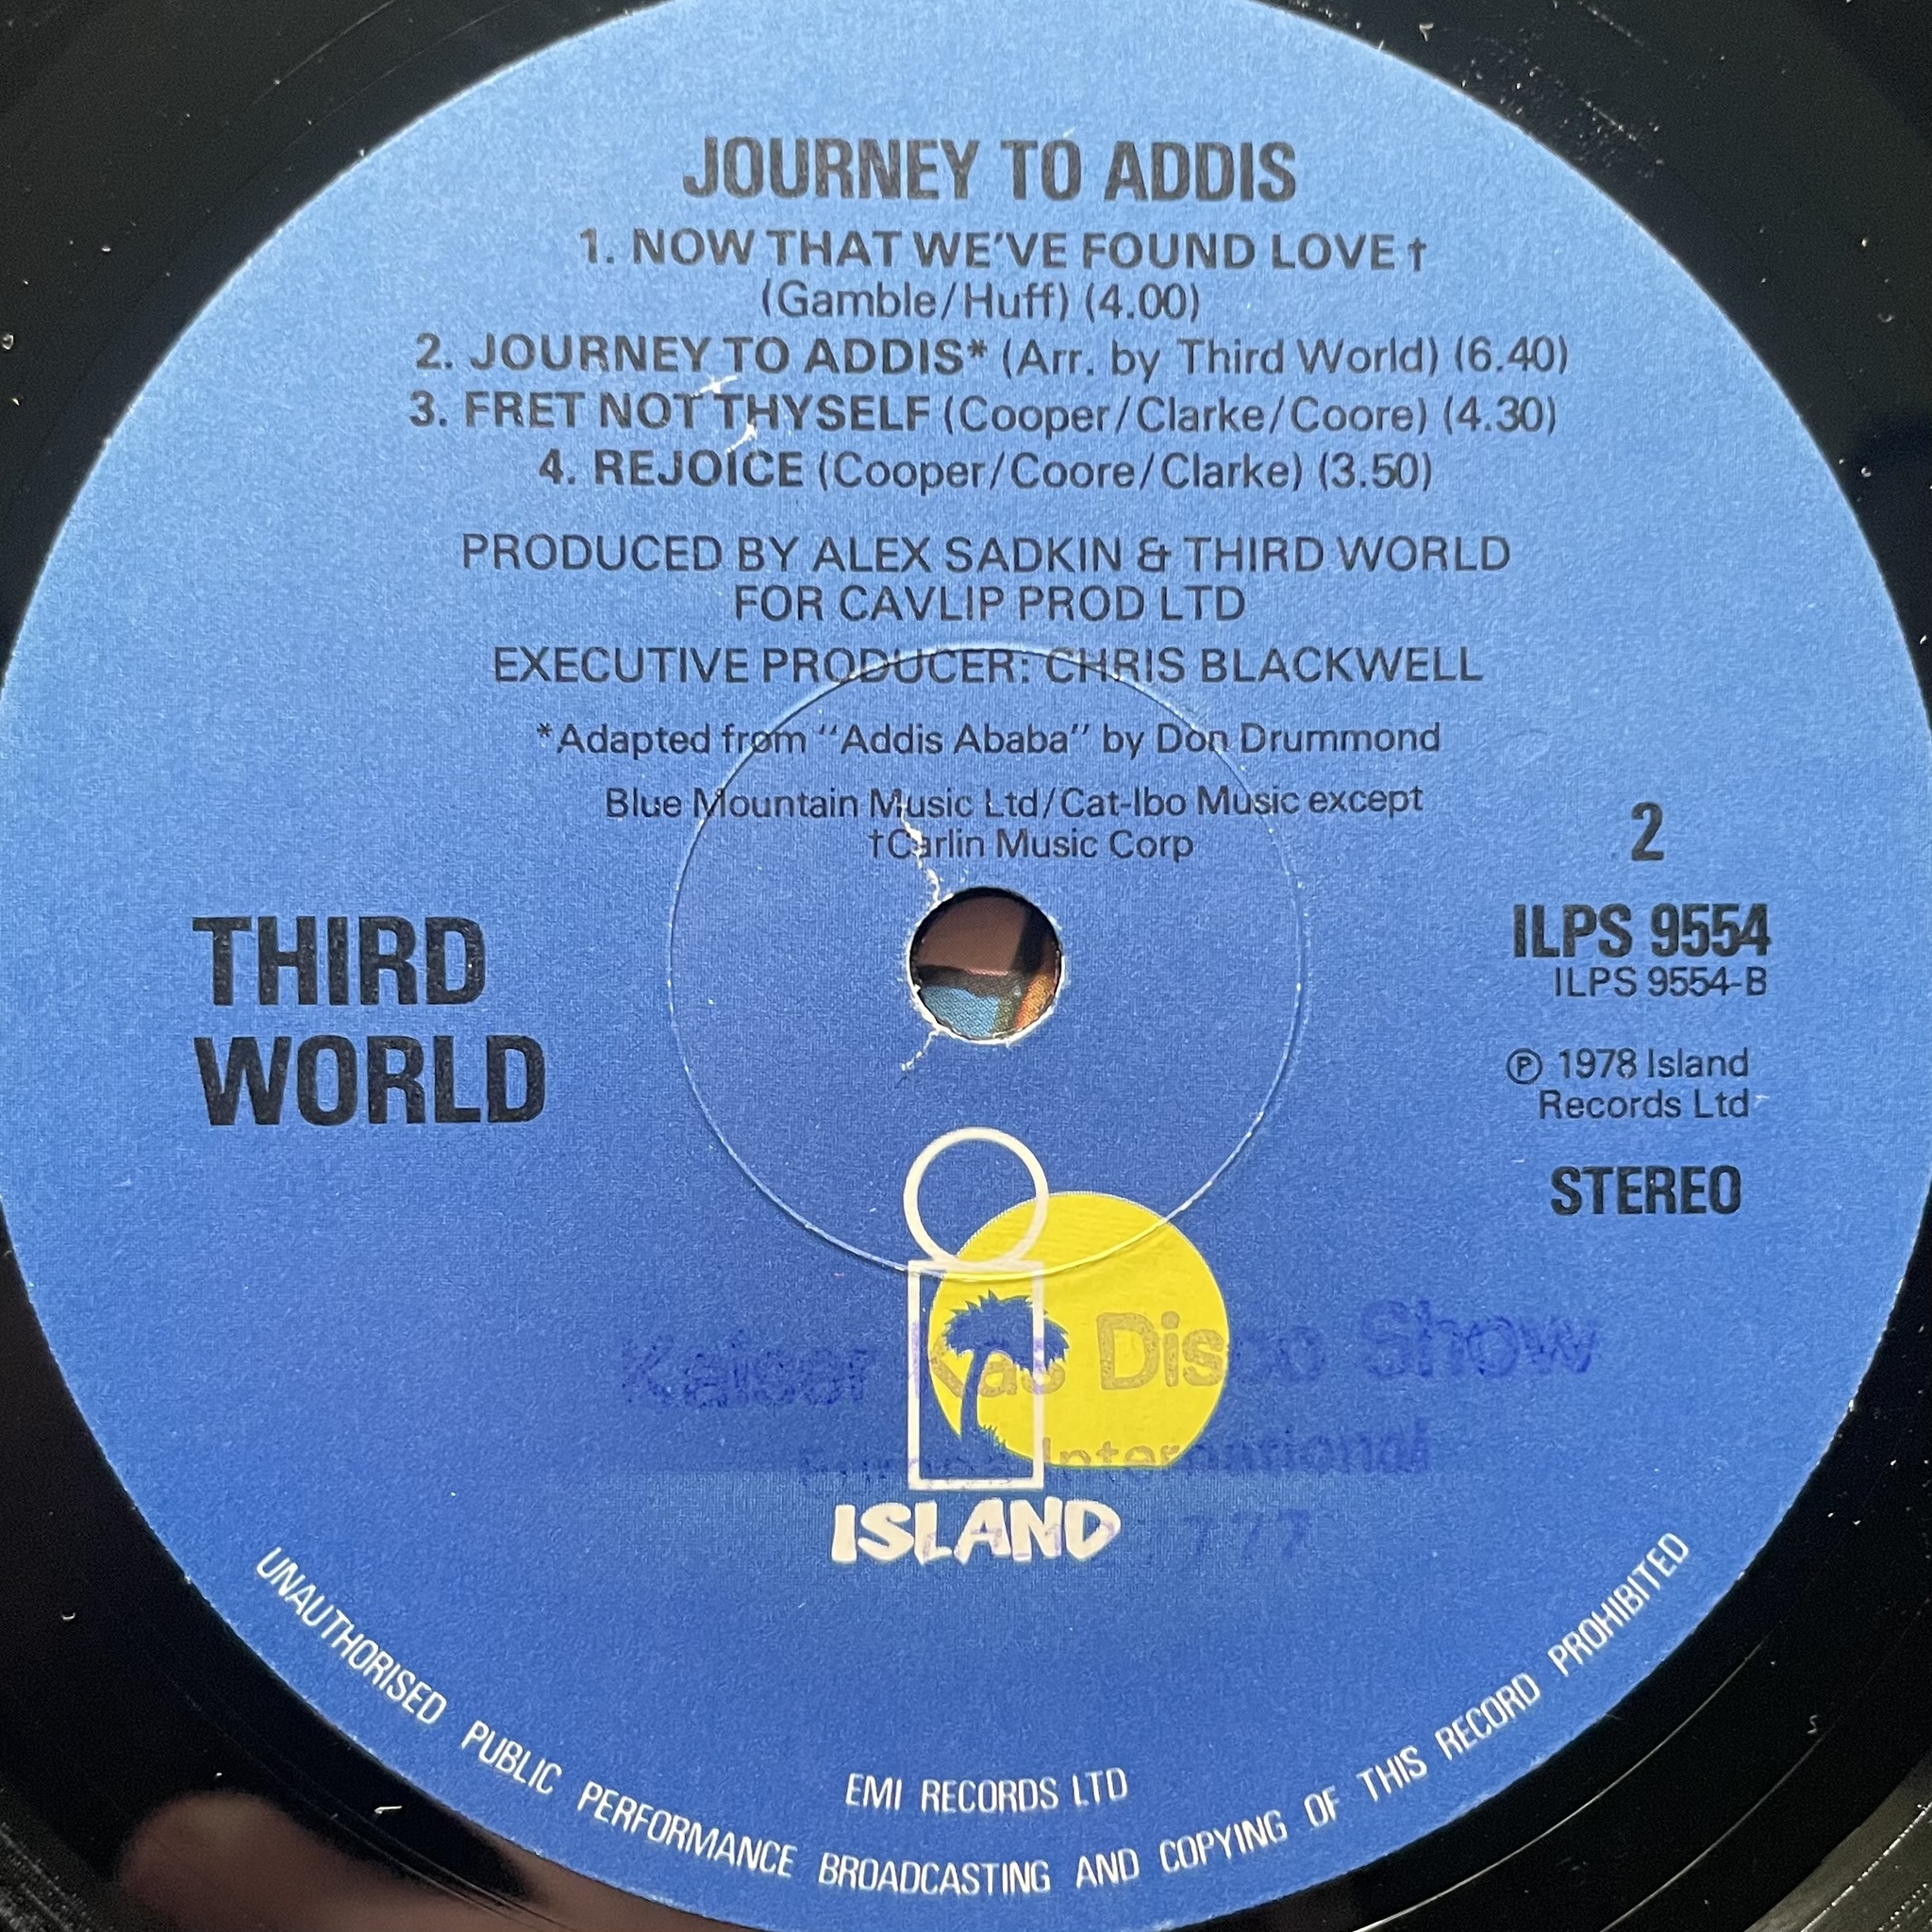 JOURNEY TO ADDIS
1. NOW THAT WE'VE FOUND LOVE †
(Gamble/Huff) (4.00)
2. JOURNEY TO ADDIS* (Arr. by Third World) (6.40)
3. FRET NOT THYSELF (Cooper/Clarke/Coore) (4.30)
4. REJOICE (Cooper/Coore/Clarke) (3.50)
PRODUCED BY ALEX SADKIN & THIRD WORLD
FOR CAVLIP PROD LTD
EXECUTIVE PRODUCER: CHRIS BLACKWELL
*Adapted from "Addis Ababa" by Don Drummond
Blue Mountain Music Ltd/Cat-Ibo Music except
†Carlin Music Corp
THIRD
WORLD
2
ILPS 9554
ILPS 9554-B
Ⓟ 1978 Island
Records Ltd
STEREO
Kaiser Disco Show
International
ISLAND
EMI RECORDS LTD
UNAUTHORISED PUBLIC PERFORMANCE BROADCASTING AND COPYING OF THIS RECORD PROHIBITED